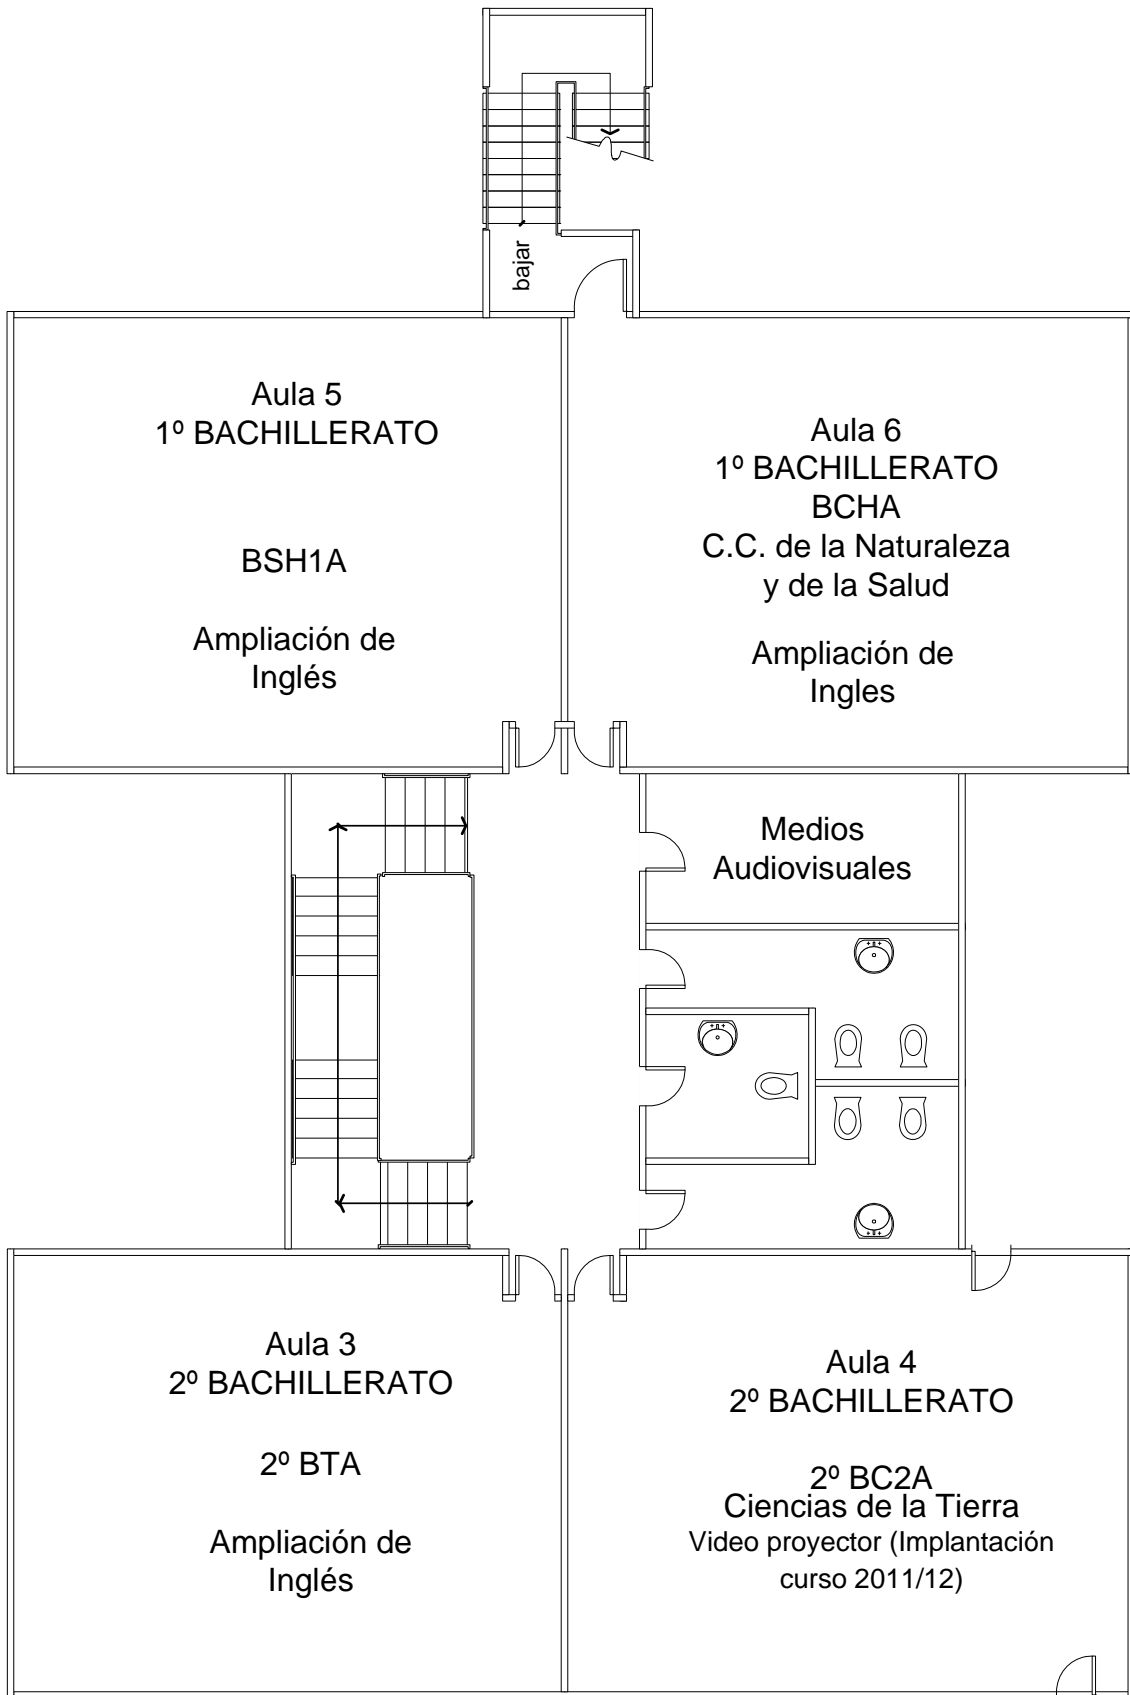 bajar
Aula 5
1º BACHILLERATO
BSH1A
Ampliación de
Inglés
Aula 6
1º BACHILLERATO
BCHA
C.C. de la Naturaleza
y de la Salud
Ampliación de
Ingles
Medios
Audiovisuales
Aula 3
2º BACHILLERATO
2º BTA
Ampliación de
Inglés
Aula 4
2º BACHILLERATO
2º BC2A
Ciencias de la Tierra
Video proyector (Implantación
curso 2011/12)